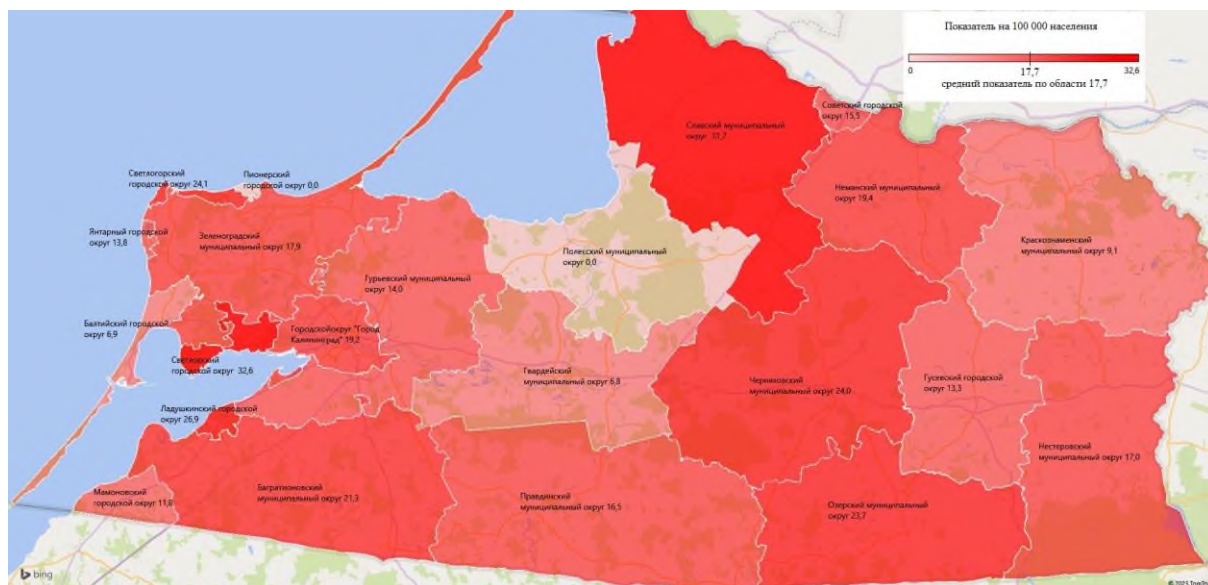 Показатель на 100 000 населения
0
17,7
32,6
средний показатель по области 17,7
Славский муниципальный
округ 31,7
Советский городской
округ 15,5
Светлогорский
городской округ 24,1
Пионерский
городской округ 0,0
Неманский муниципальный
округ 19,4
Янтарный городской
округ 13,8
Зеленоградский
муниципальный округ 17,9
Полесский муниципальный
округ 0,0
Краснознаменский
муниципальный округ 9,1
Гурьевский муниципальный
округ 14,0
Балтийский городской
округ 6,9
Городскойокруг "Город
Калининград" 19,2
Светловский
городской округ 32,6
Гвардейский
муниципальный округ 6,8
Черняховский
муниципальный округ 24,0
Гусевский городской
округ 13,3
Ладушкинский городской
округ 26,9
Нестеровский
муниципальный округ 17,0
Мамоновский
городской округ 11,8
Багратионовский
муниципальный округ 21,3
Правдинский
муниципальный округ 16,5
Озерский муниципальный
округ 23,7
bing